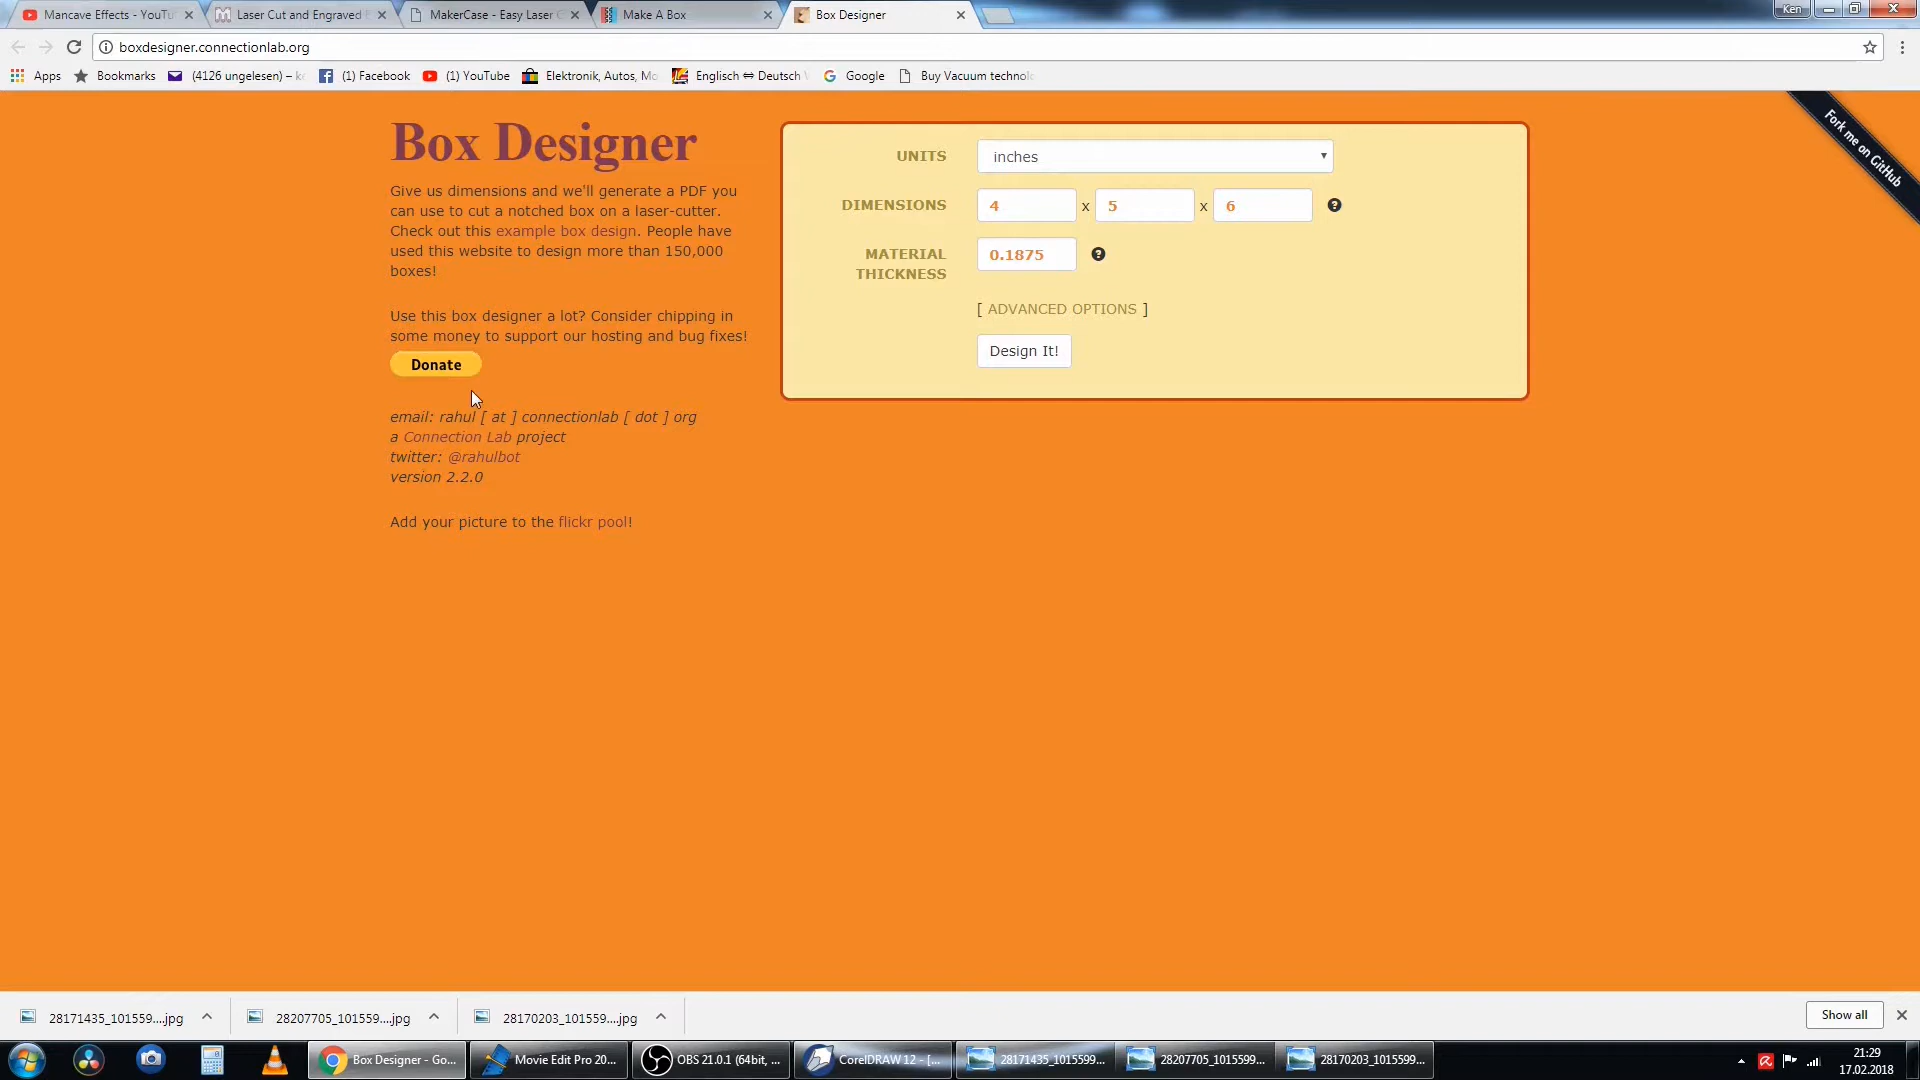 Mancave Effects - YouTu
Laser Cut and Engraved
MakerCase - Easy Laser
Make A Box
Box Designer
Ken
boxdesigner.connectionlab.org
Apps
Bookmarks
(4126 ungelesen) – k
(1) Facebook
(1) YouTube
Elektronik, Autos, Mo
Englisch ⇔ Deutsch
Google
Buy Vacuum technol
Fork me on GitHub
Box Designer
Give us dimensions and we'll generate a PDF you
can use to cut a notched box on a laser-cutter.
Check out this example box design. People have
used this website to design more than 150,000
boxes!
Use this box designer a lot? Consider chipping in
some money to support our hosting and bug fixes!
Donate
email: rahul [ at ] connectionlab [ dot ] org
a Connection Lab project
twitter: @rahulbot
version 2.2.0
Add your picture to the flickr pool!
UNITS
inches
DIMENSIONS
4 x 5 x 6
MATERIAL
THICKNESS
0.1875
[ ADVANCED OPTIONS ]
Design It!
28171435_101559....jpg
28207705_101559....jpg
28170203_101559....jpg
Show all
Box Designer - Go...
Movie Edit Pro 20...
OBS 21.0.1 (64bit, ...
CorelDRAW 12 - [...
28171435_1015599...
28207705_1015599...
28170203_1015599...
21:29
17.02.2018